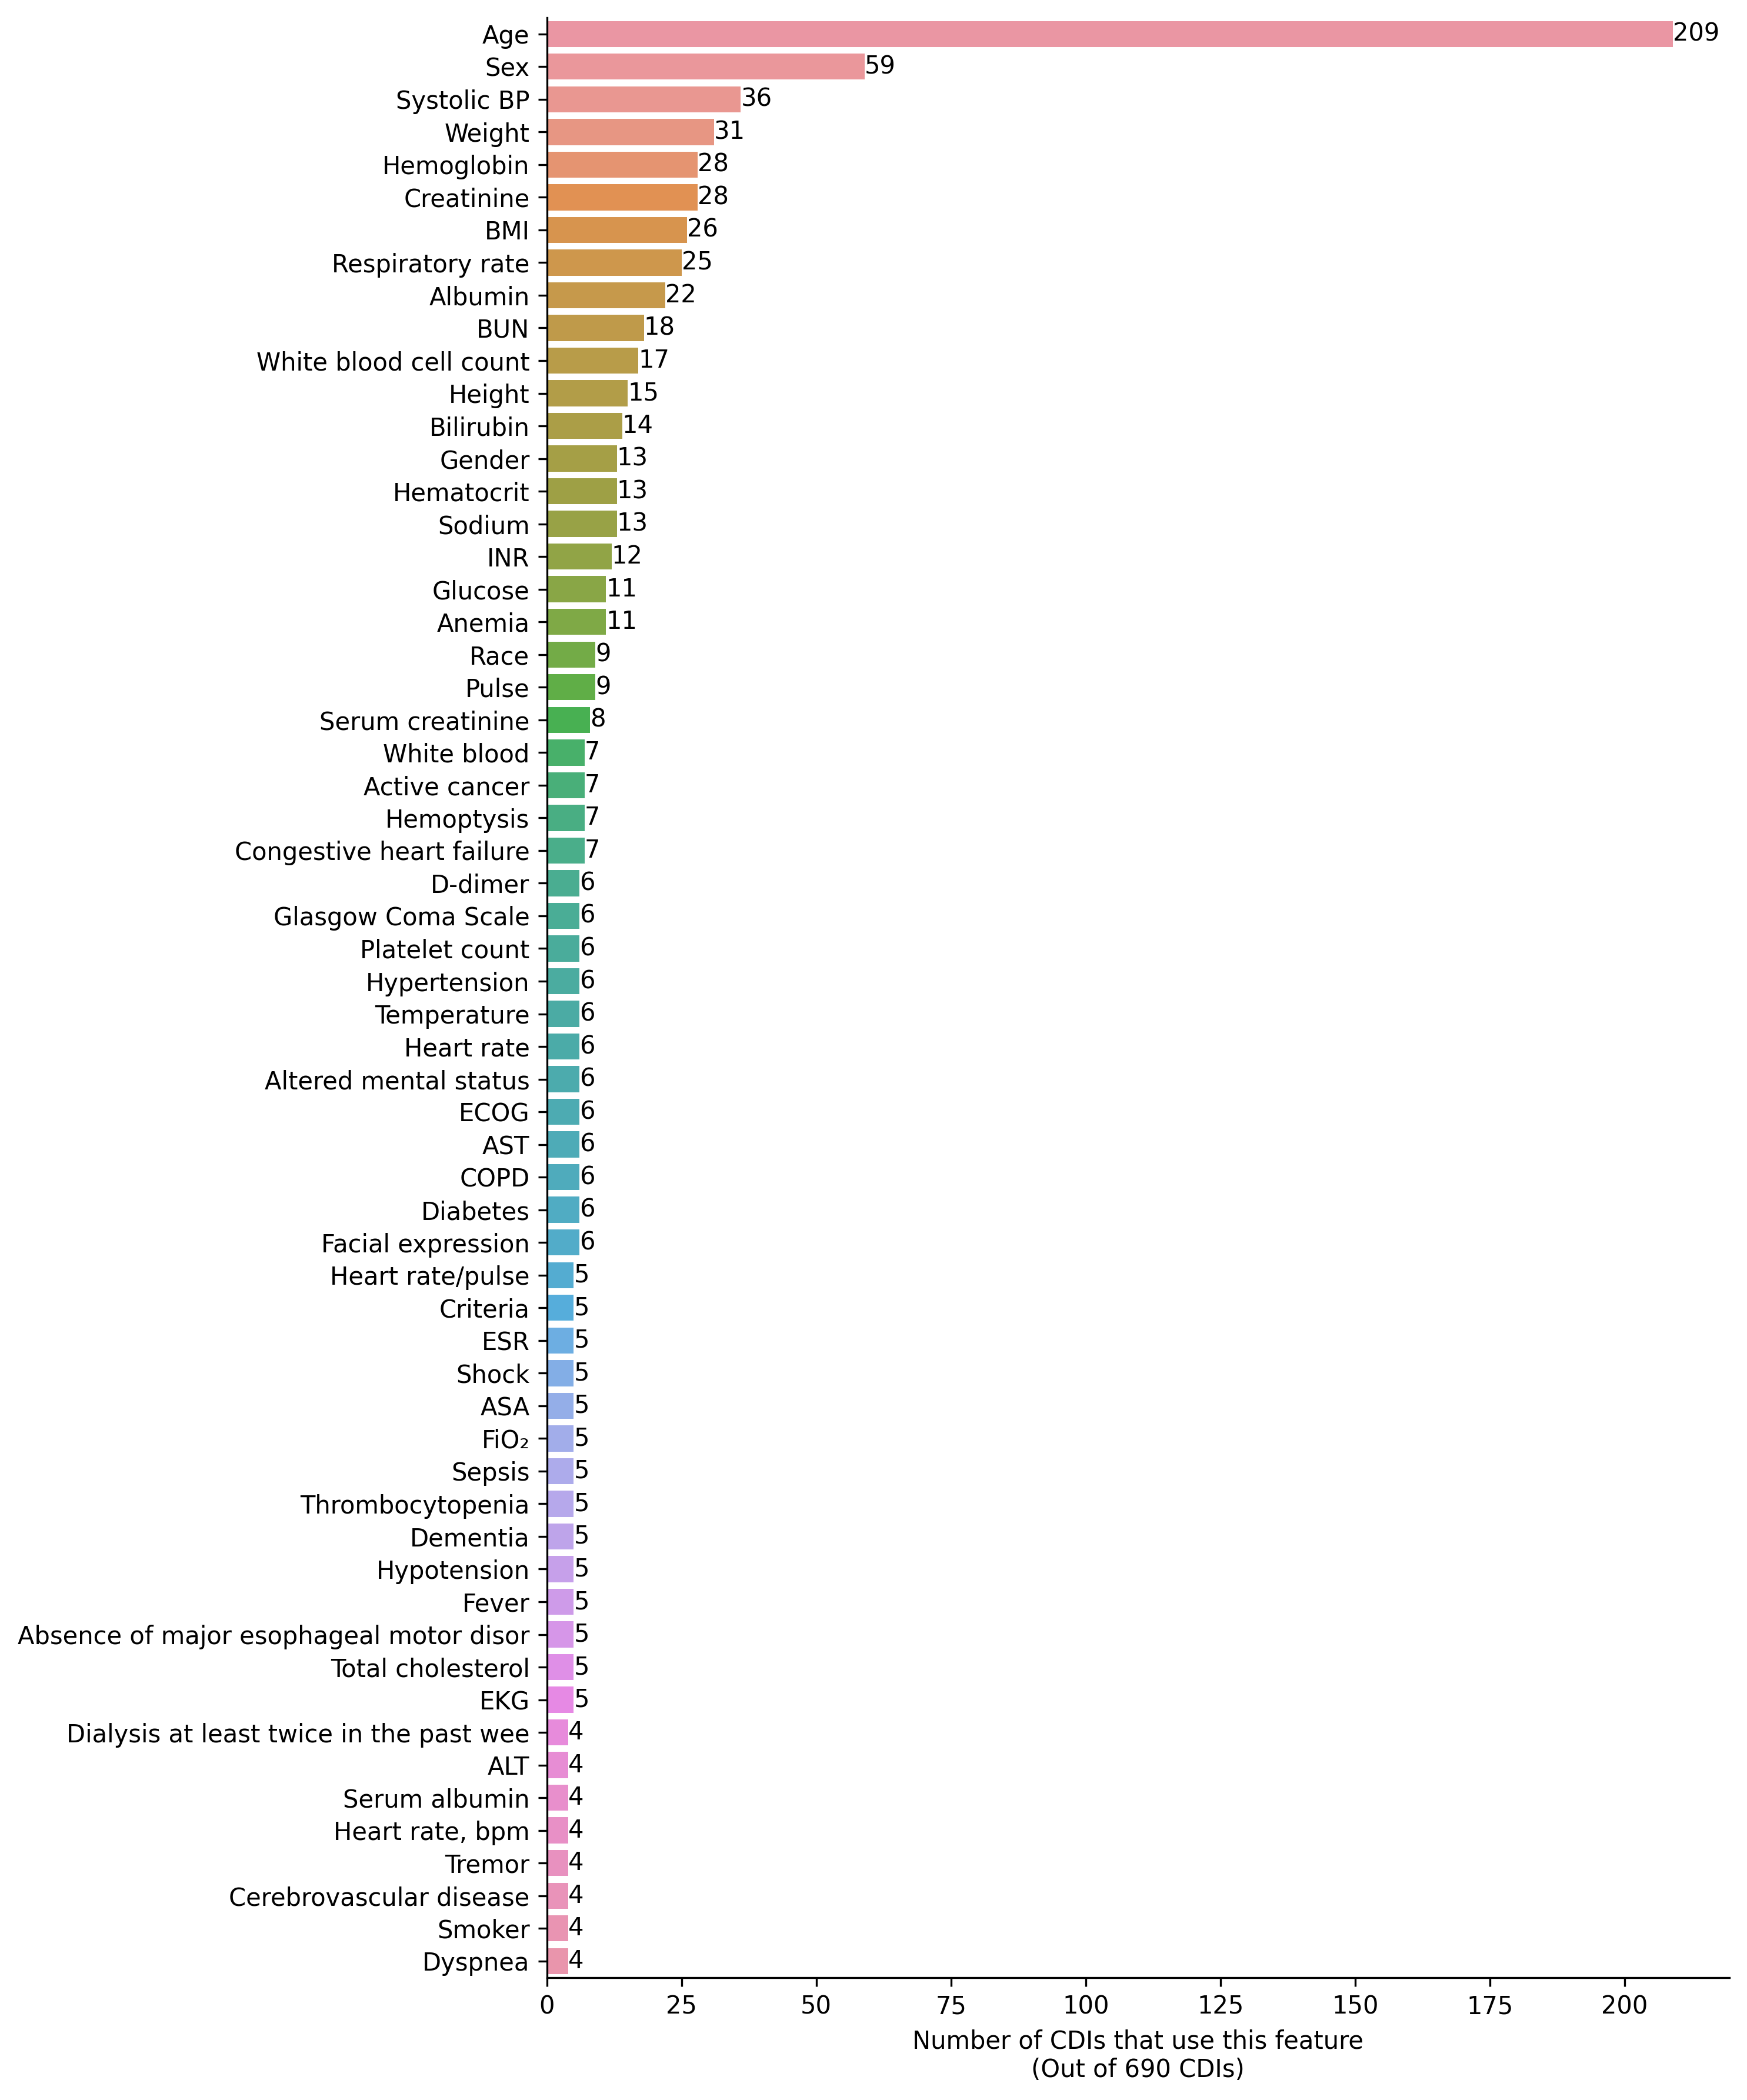 Age 209
Sex 59
Systolic BP 36
Weight 31
Hemoglobin 28
Creatinine 28
BMI 26
Respiratory rate 25
Albumin 22
BUN 18
White blood cell count 17
Height 15
Bilirubin 14
Gender 13
Hematocrit 13
Sodium 13
INR 12
Glucose 11
Anemia 11
Race 9
Pulse 9
Serum creatinine 8
White blood 7
Active cancer 7
Hemoptysis 7
Congestive heart failure 7
D-dimer 6
Glasgow Coma Scale 6
Platelet count 6
Hypertension 6
Temperature 6
Heart rate 6
Altered mental status 6
ECOG 6
AST 6
COPD 6
Diabetes 6
Facial expression 6
Heart rate/pulse 5
Criteria 5
ESR 5
Shock 5
ASA 5
FiO₂ 5
Sepsis 5
Thrombocytopenia 5
Dementia 5
Hypotension 5
Fever 5
Absence of major esophageal motor disor 5
Total cholesterol 5
EKG 5
Dialysis at least twice in the past wee 4
ALT 4
Serum albumin 4
Heart rate, bpm 4
Tremor 4
Cerebrovascular disease 4
Smoker 4
Dyspnea 4
0 25 50 75 100 125 150 175 200
Number of CDIs that use this feature
(Out of 690 CDIs)